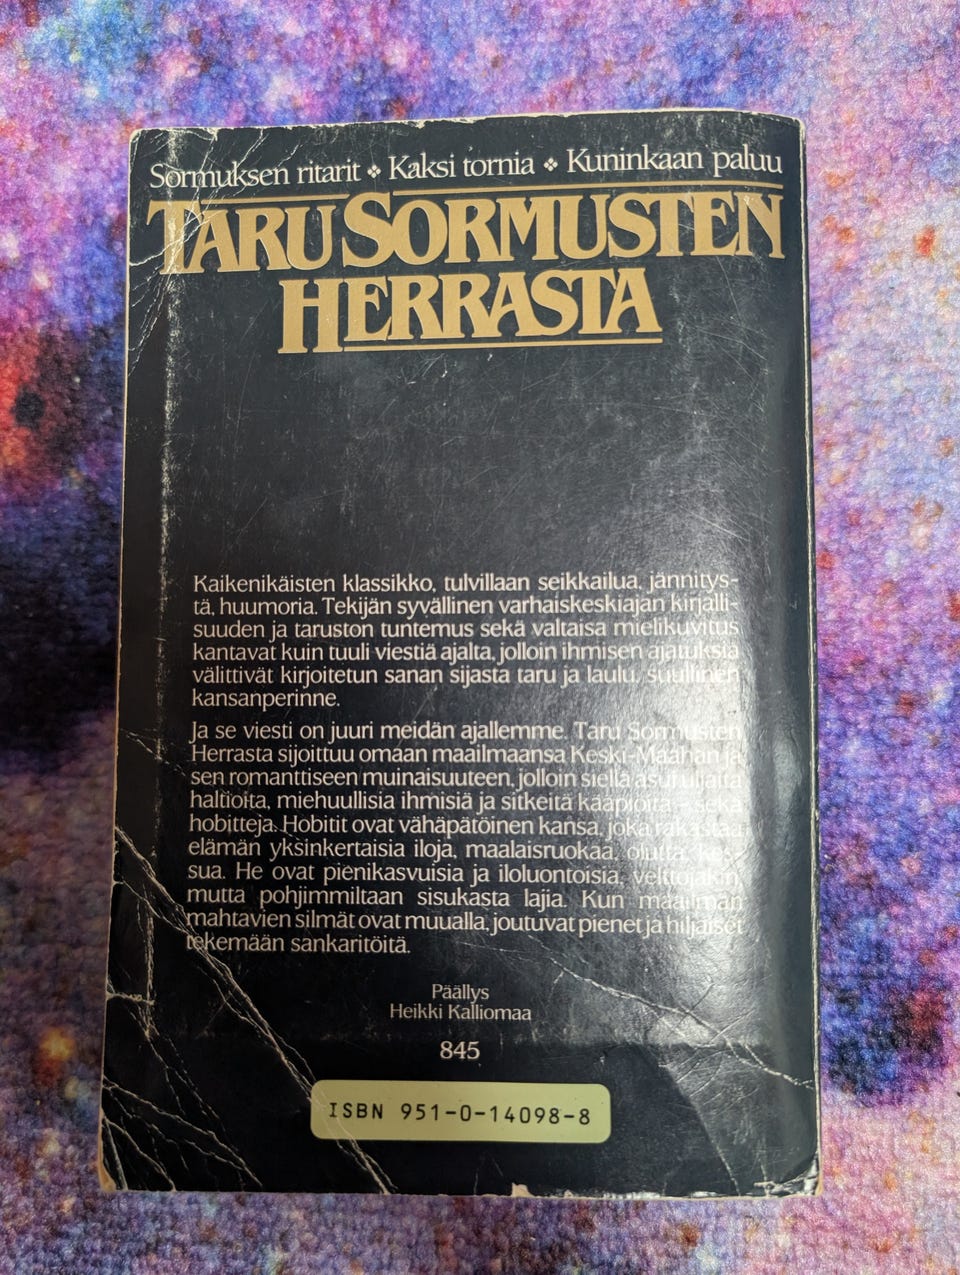 Sormuksen ritarit ❖ Kaksi tornia ❖ Kuninkaan paluu
TARU SORMUSTEN
HERRASTA
Kaikenikäisten klassikko, tulvillaan seikkailua, jännitys-
tä, huumoria. Tekijän syvällinen varhaiskeskiajan kirjalli-
suuden ja taruston tuntemus sekä valtaisa mielikuvitus
kantavat kuin tuuli viestiä ajalta, jolloin ihmisen ajatuksia
välittivät kirjoitetun sanan sijasta taru ja laulu, suullinen
kansanperinne.
Ja se viesti on juuri meidän ajallemme. Taru Sormusten
Herrasta sijoittuu omaan maailmaansa Keski-Maahan ja
sen romanttiseen muinaisuuteen, jolloin siellä asui uljaita
haltioita, miehuullisia ihmisiä ja sitkeitä kääpiöitä – sekä
hobitteja. Hobitit ovat vähäpätöinen kansa, joka rakastaa
elämän yksinkertaisia iloja, maalaisruokaa, olutta, kes-
sua. He ovat pienikasvuisia ja iloluontoisia, velttojakin,
mutta pohjimmiltaan sisukasta lajia. Kun maailman
mahtavien silmät ovat muualla, joutuvat pienet ja hiljaiset
tekemään sankaritöitä.
Päällys
Heikki Kalliomaa
845
ISBN 951-0-14098-8